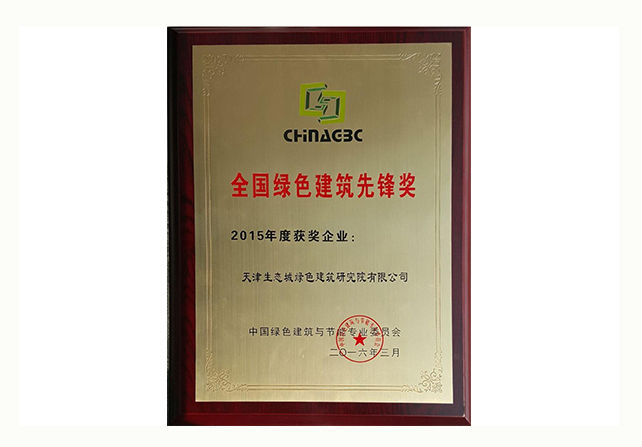 CHINAGBC
全国绿色建筑先锋奖
2015年度获奖企业：
天津生态城绿色建筑研究院有限公司
中国绿色建筑与节能专业委员会
二〇一六年三月